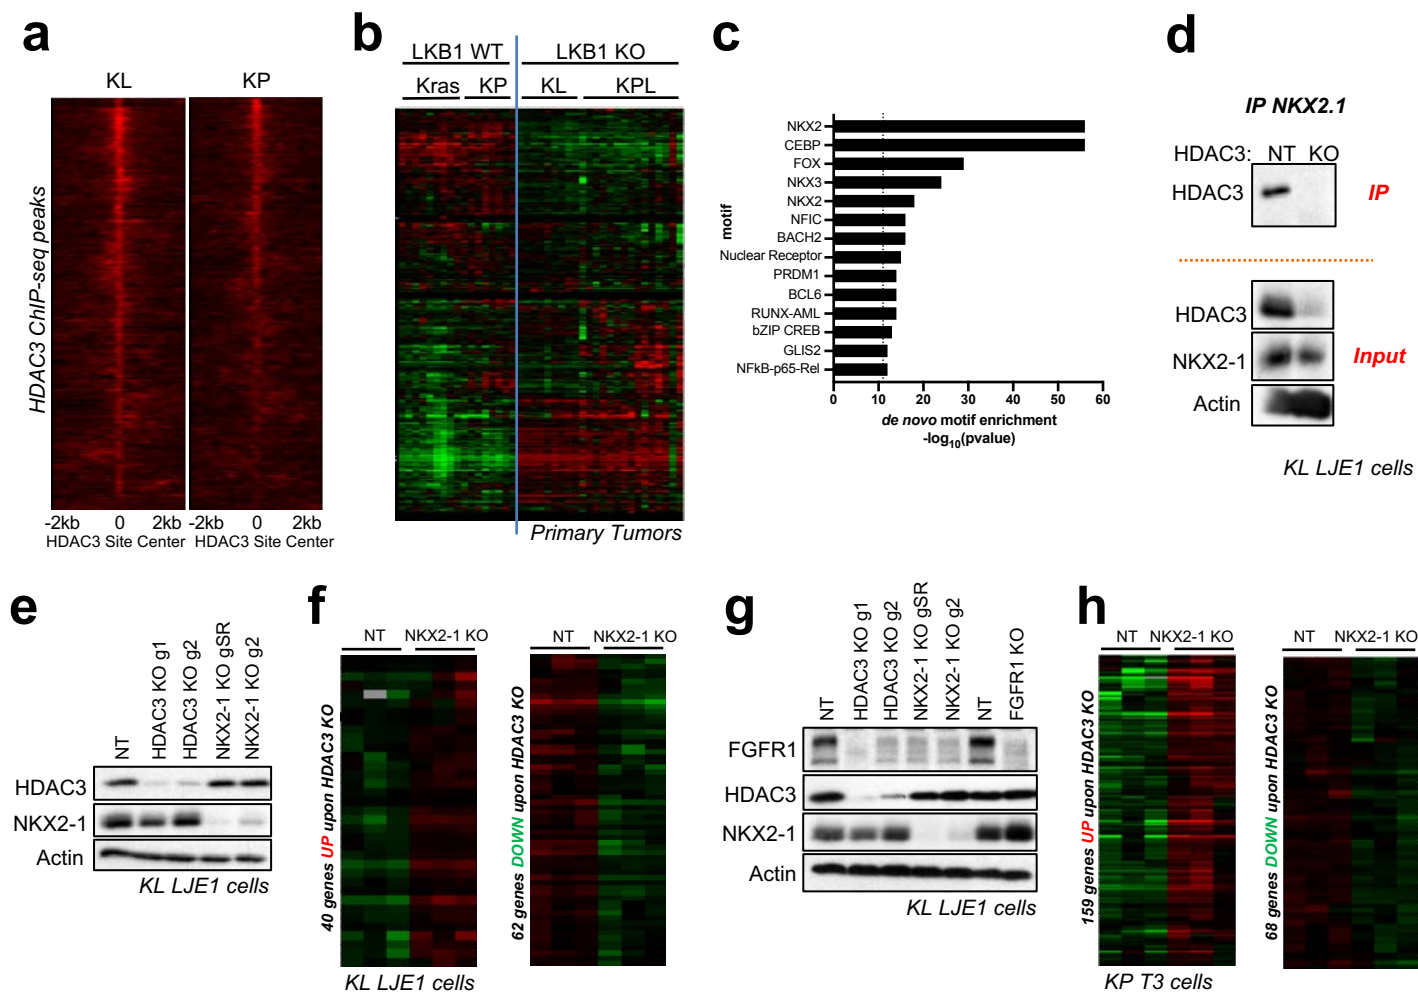 a
KL
KP
HDAC3 ChIP-seq peaks
-2kb 0 2kb
HDAC3 Site Center
-2kb 0 2kb
HDAC3 Site Center
b
LKB1 WT
LKB1 KO
Kras KP KL KPL
Primary Tumors
c
motif
NKX2
CEBP
FOX
NKX3
NKX2
NFIC
BACH2
Nuclear Receptor
PRDM1
BCL6
RUNX-AML
bZIP CREB
GLIS2
NFkB-p65-Rel
0 10 20 30 40 50 60
de novo motif enrichment
-log10(pvalue)
d
IP NKX2.1
HDAC3: NT KO
HDAC3
IP
HDAC3
NKX2-1
Input
Actin
KL LJE1 cells
e
NT
HDAC3 KO g1
HDAC3 KO g2
NKX2-1 KO gSR
NKX2-1 KO g2
HDAC3
NKX2-1
Actin
KL LJE1 cells
f
NT NKX2-1 KO
40 genes UP upon HDAC3 KO
KL LJE1 cells
NT NKX2-1 KO
62 genes DOWN upon HDAC3 KO
g
NT
HDAC3 KO g1
HDAC3 KO g2
NKX2-1 KO gSR
NKX2-1 KO g2
NT
FGFR1 KO
FGFR1
HDAC3
NKX2-1
Actin
KL LJE1 cells
h
NT NKX2-1 KO
159 genes UP upon HDAC3 KO
KP T3 cells
NT NKX2-1 KO
68 genes DOWN upon HDAC3 KO